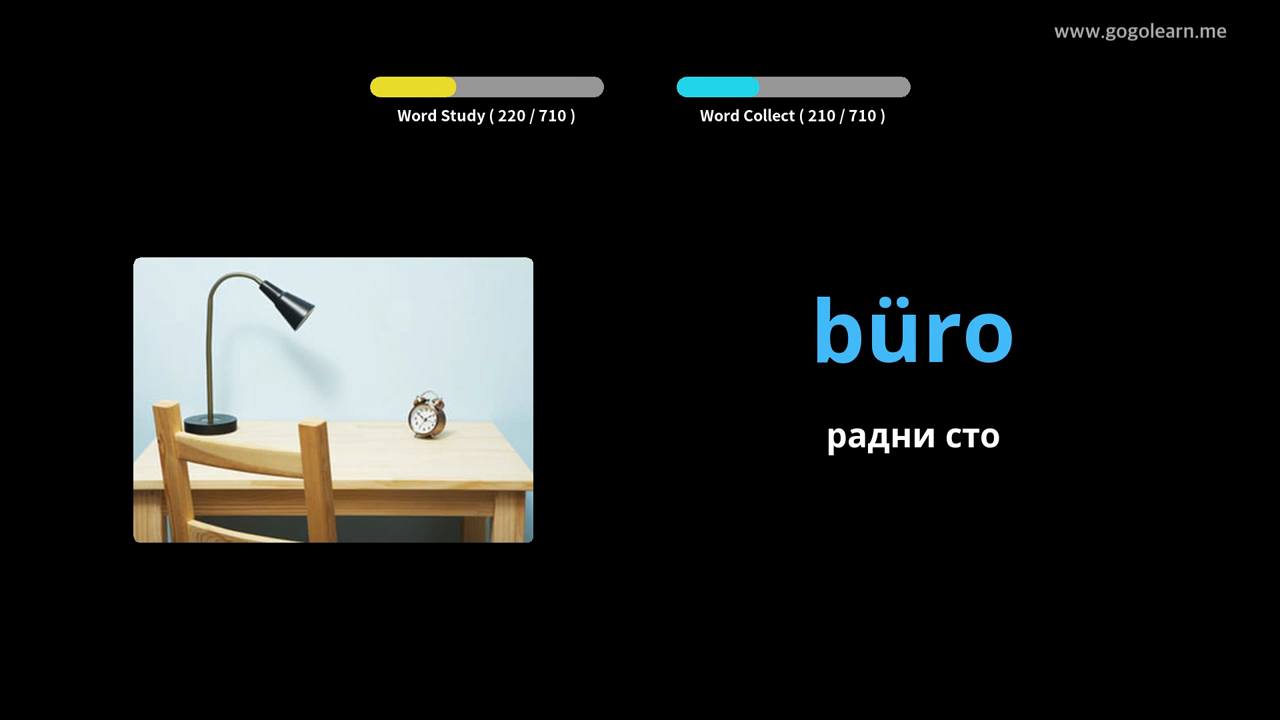 www.gogolearn.me
Word Study ( 220 / 710 )
Word Collect ( 210 / 710 )
büro
радни сто